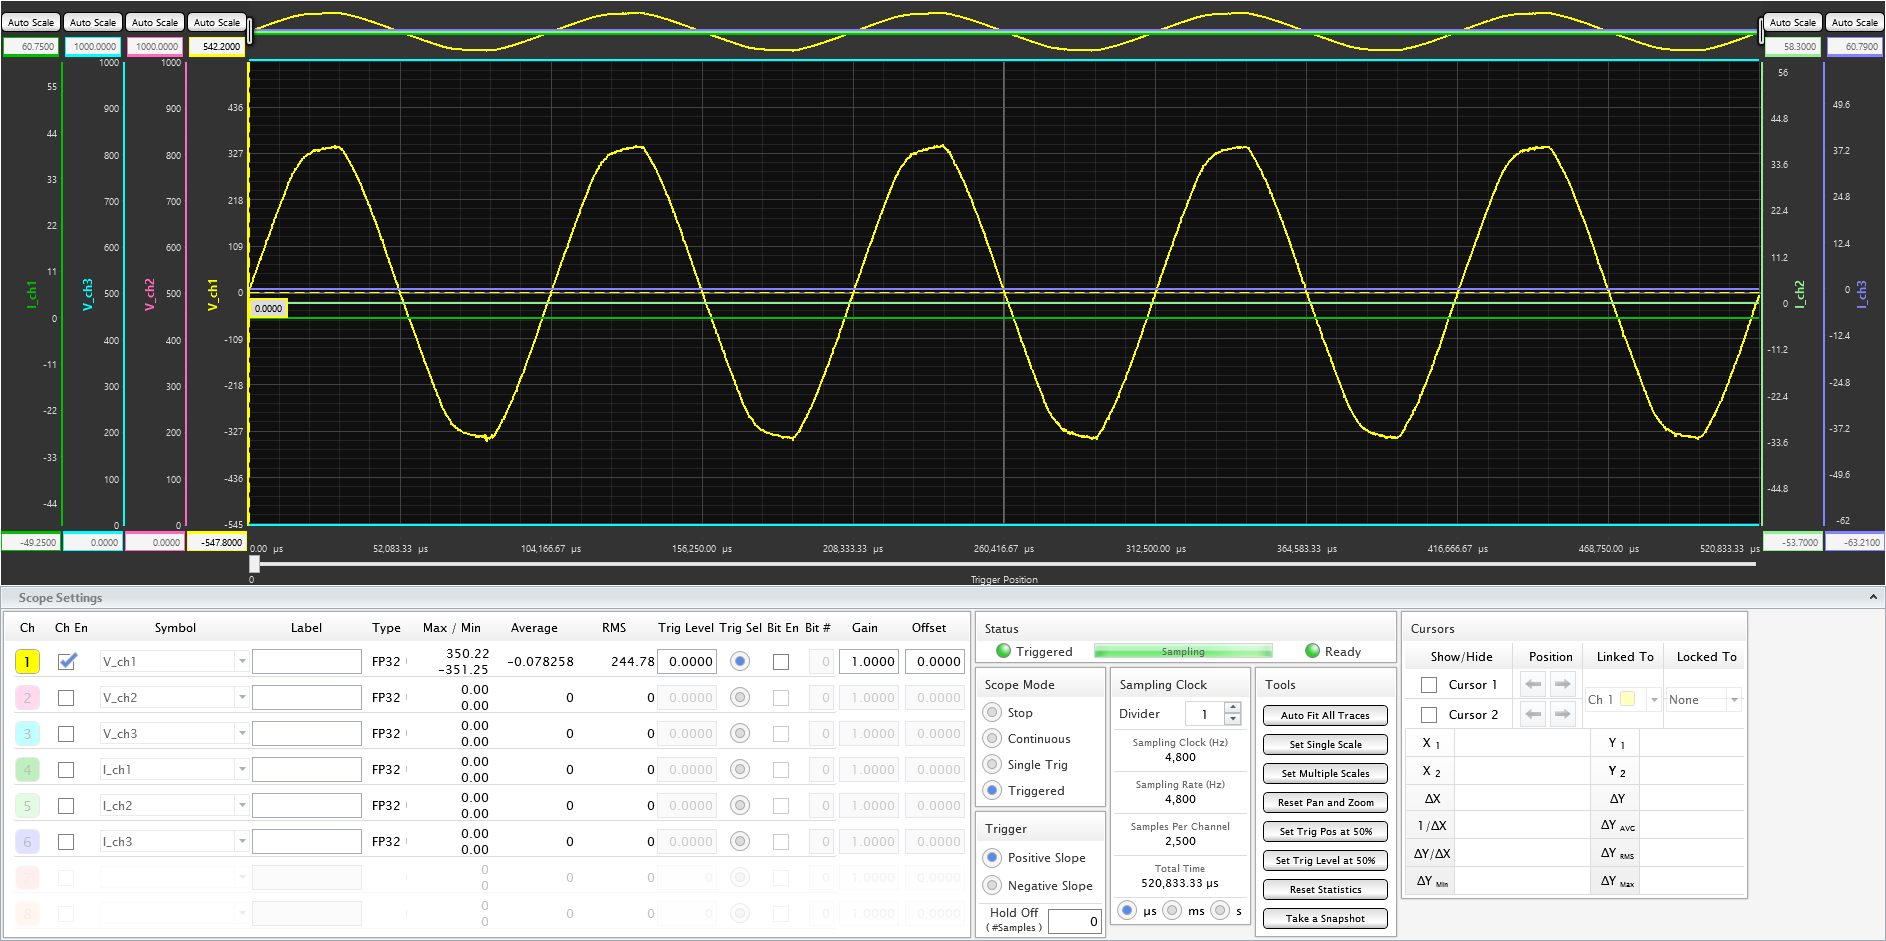 Auto Scale Auto Scale Auto Scale Auto Scale Auto Scale Auto Scale
60.7500 1000.0000 1000.0000 542.2000 58.3000 60.7900
55
44
33
22
11
0
-11
-22
-33
-44
I_ch1
1000
900
800
700
600
500
400
300
200
100
0
V_ch3
1000
900
800
700
600
500
400
300
200
100
0
V_ch2
436
327
218
109
0
-109
-218
-327
-436
-545
V_ch1
0.0000
56
44.8
33.6
22.4
11.2
0
-11.2
-22.4
-33.6
-44.8
I_ch2
49.6
37.2
24.8
12.4
0
-12.4
-24.8
-37.2
-49.6
-62
I_ch3
-49.2500 0.0000 0.0000 -547.8000 -53.7000 -63.2100
0.00 µs 52,083.33 µs 104,166.67 µs 156,250.00 µs 208,333.33 µs 260,416.67 µs 312,500.00 µs 364,583.33 µs 416,666.67 µs 468,750.00 µs 520,833.33 µs
0 Trigger Position
Scope Settings
Ch Ch En Symbol Label Type Max / Min Average RMS Trig Level Trig Sel Bit En Bit # Gain Offset
1 V_ch1 FP32 350.22 -351.25 -0.078258 244.78 0.0000 0 1.0000 0.0000
2 V_ch2 FP32 0.00 0.00 0 0 0.0000 0 1.0000 0.0000
3 V_ch3 FP32 0.00 0.00 0 0 0.0000 0 1.0000 0.0000
4 I_ch1 FP32 0.00 0.00 0 0 0.0000 0 1.0000 0.0000
5 I_ch2 FP32 0.00 0.00 0 0 0.0000 0 1.0000 0.0000
6 I_ch3 FP32 0.00 0.00 0 0 0.0000 0 1.0000 0.0000
0 0 0 0 0.0000 0 1.0000 0.0000
8 0 0 0 0 0.0000 0 1.0000 0.0000
Status
Triggered Sampling Ready
Scope Mode
Stop
Continuous
Single Trig
Triggered
Trigger
Positive Slope
Negative Slope
Hold Off
( #Samples ) 0
Sampling Clock
Divider 1
Sampling Clock (Hz)
4,800
Sampling Rate (Hz)
4,800
Samples Per Channel
2,500
Total Time
520,833.33 µs
µs ms s
Tools
Auto Fit All Traces
Set Single Scale
Set Multiple Scales
Reset Pan and Zoom
Set Trig Pos at 50%
Set Trig Level at 50%
Reset Statistics
Take a Snapshot
Cursors
Show/Hide Position Linked To Locked To
Cursor 1
Ch 1 None
Cursor 2
X 1 Y 1
X 2 Y 2
ΔX ΔY
1/ΔX ΔY AVG
ΔY/ΔX ΔY RMS
ΔY Min ΔY Max